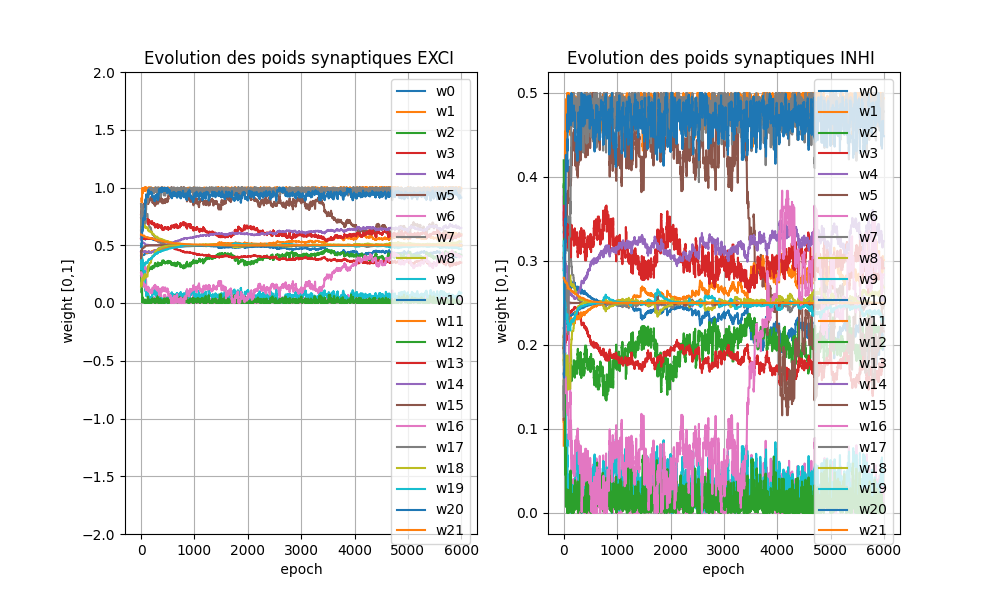 Evolution des poids synaptiques EXCI
weight [0,1]
2.0
1.5
1.0
0.5
0.0
−0.5
−1.0
−1.5
−2.0
0
1000
2000
3000
4000
5000
6000
epoch
w0
w1
w2
w3
w4
w5
w6
w7
w8
w9
w10
w11
w12
w13
w14
w15
w16
w17
w18
w19
w20
w21
Evolution des poids synaptiques INHI
weight [0,1]
0.5
0.4
0.3
0.2
0.1
0.0
0
1000
2000
3000
4000
5000
6000
epoch
w0
w1
w2
w3
w4
w5
w6
w7
w8
w9
w10
w11
w12
w13
w14
w15
w16
w17
w18
w19
w20
w21